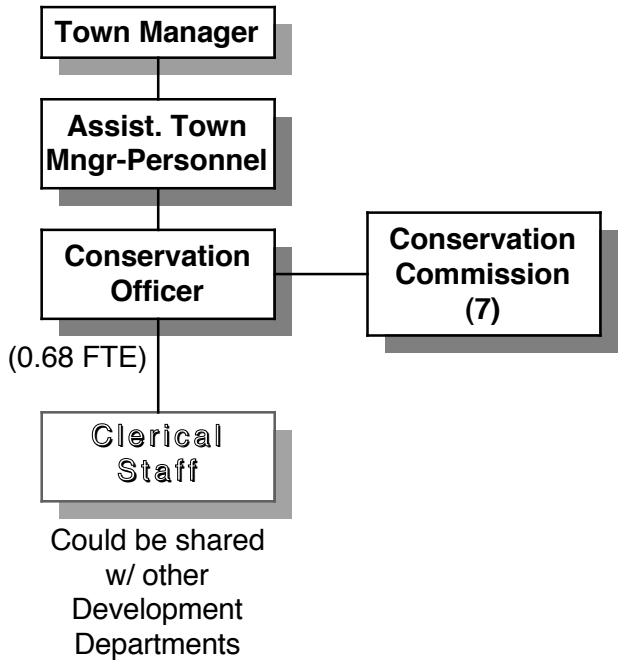 Town Manager
Assist. Town
Mngr-Personnel
Conservation
Officer
Conservation
Commission
(7)
(0.68 FTE)
Clerical
Staff
Could be shared
w/ other
Development
Departments